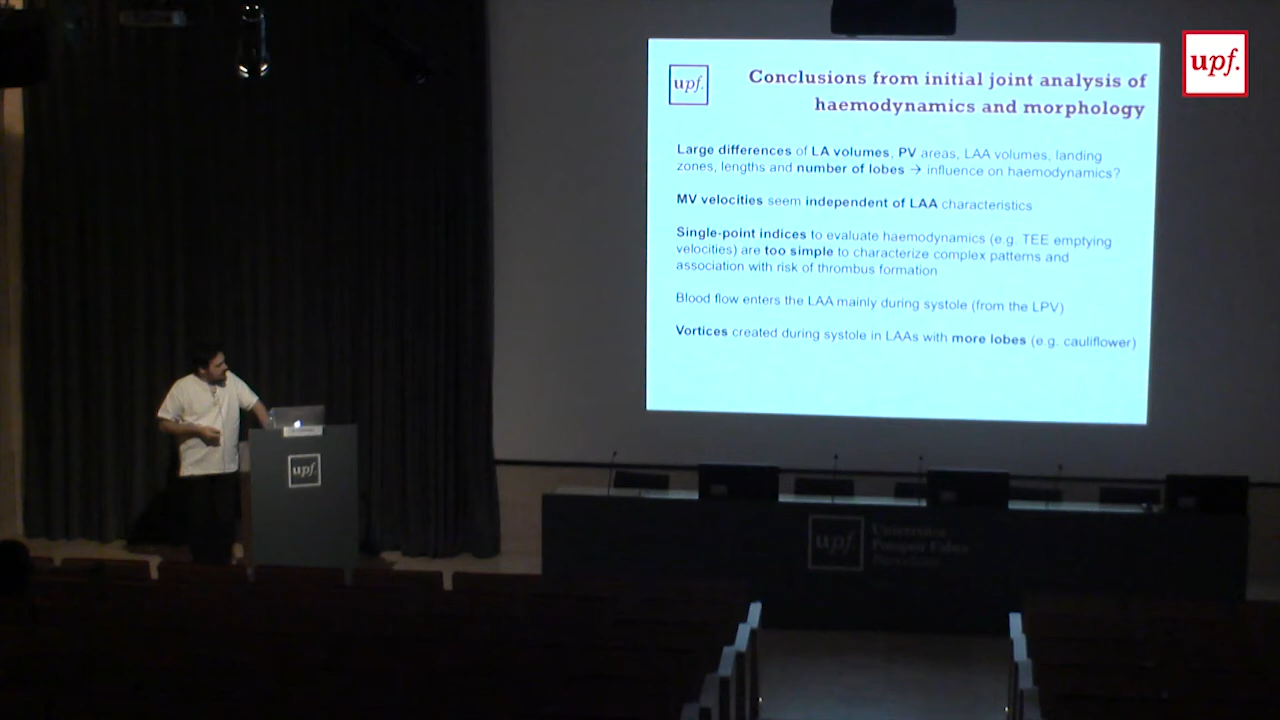 upf.
upf.
Conclusions from initial joint analysis of
haemodynamics and morphology
Large differences of LA volumes, PV areas, LAA volumes, landing
zones, lengths and number of lobes → influence on haemodynamics?
MV velocities seem independent of LAA characteristics
Single-point indices to evaluate haemodynamics (e.g. TEE emptying
velocities) are too simple to characterize complex patterns and
association with risk of thrombus formation
Blood flow enters the LAA mainly during systole (from the LPV)
Vortices created during systole in LAAs with more lobes (e.g. cauliflower)
upf.
upf.
Universitat
Pompeu Fabra
Barcelona